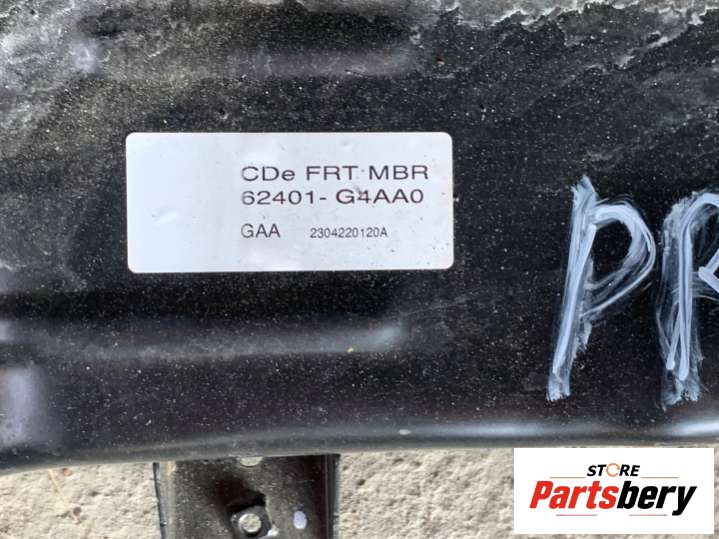 CDe FRT MBR
62401- G4AA0
GAA 2304220120A
STORE
Partsbery